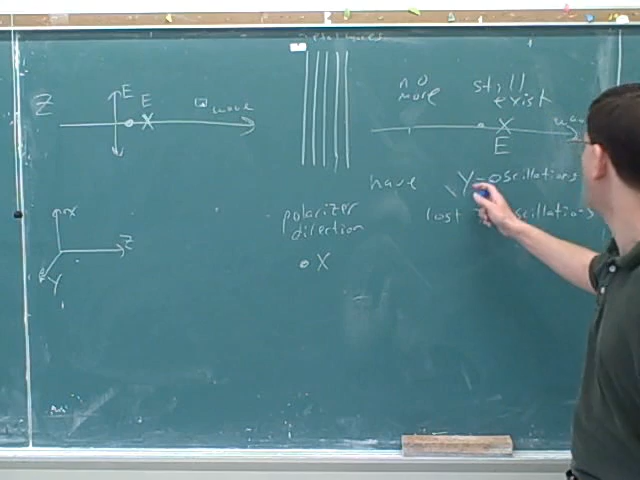 Z
E
E
wave
no
more
still
exist
E
have Y-oscillations
lost oscillations
polarizer
direction
X
X
Z
Y